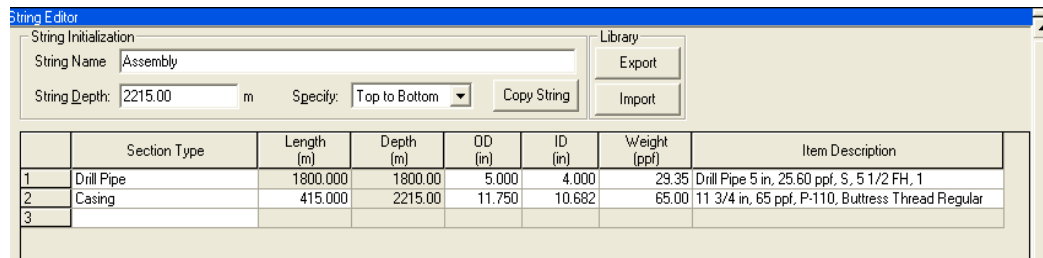 String Editor
String Initialization
Library
String Name Assembly
Export
String Depth: 2215.00 m Specify: Top to Bottom Copy String
Import
Section Type Length (m) Depth (m) OD (in) ID (in) Weight (ppf) Item Description
1 Drill Pipe 1800.000 1800.00 5.000 4.000 29.35 Drill Pipe 5 in, 25.60 ppf, S, 5 1/2 FH, 1
2 Casing 415.000 2215.00 11.750 10.682 65.00 11 3/4 in, 65 ppf, P-110, Buttress Thread Regular
3